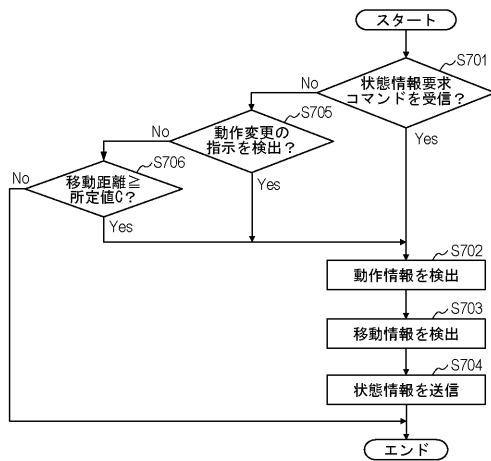 スタート
S701
状態情報要求
コマンドを受信？
No
S705
動作変更の
指示を検出？
No
S706
移動距離≧
所定値C？
No
Yes
Yes
Yes
S702
動作情報を検出
S703
移動情報を検出
S704
状態情報を送信
エンド